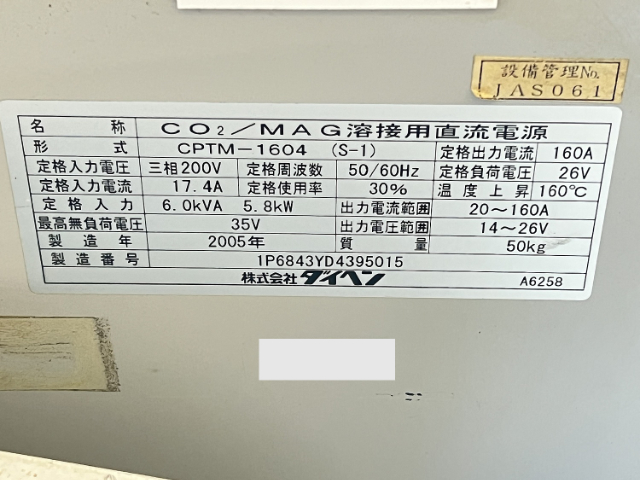 設備管理No.
JAS061
名称 CO2/MAG溶接用直流電源
形式 CPTM-1604 (S-1) 定格出力電流 160A
定格入力電圧 三相200V 定格周波数 50/60Hz 定格負荷電圧 26V
定格入力電流 17.4A 定格使用率 30% 温度上昇 160℃
定格入力 6.0kVA 5.8kW 出力電流範囲 20～160A
最高無負荷電圧 35V 出力電圧範囲 14～26V
製造年 2005年 質量 50kg
製造番号 1P6843YD4395015
株式会社ダイヘン A6258